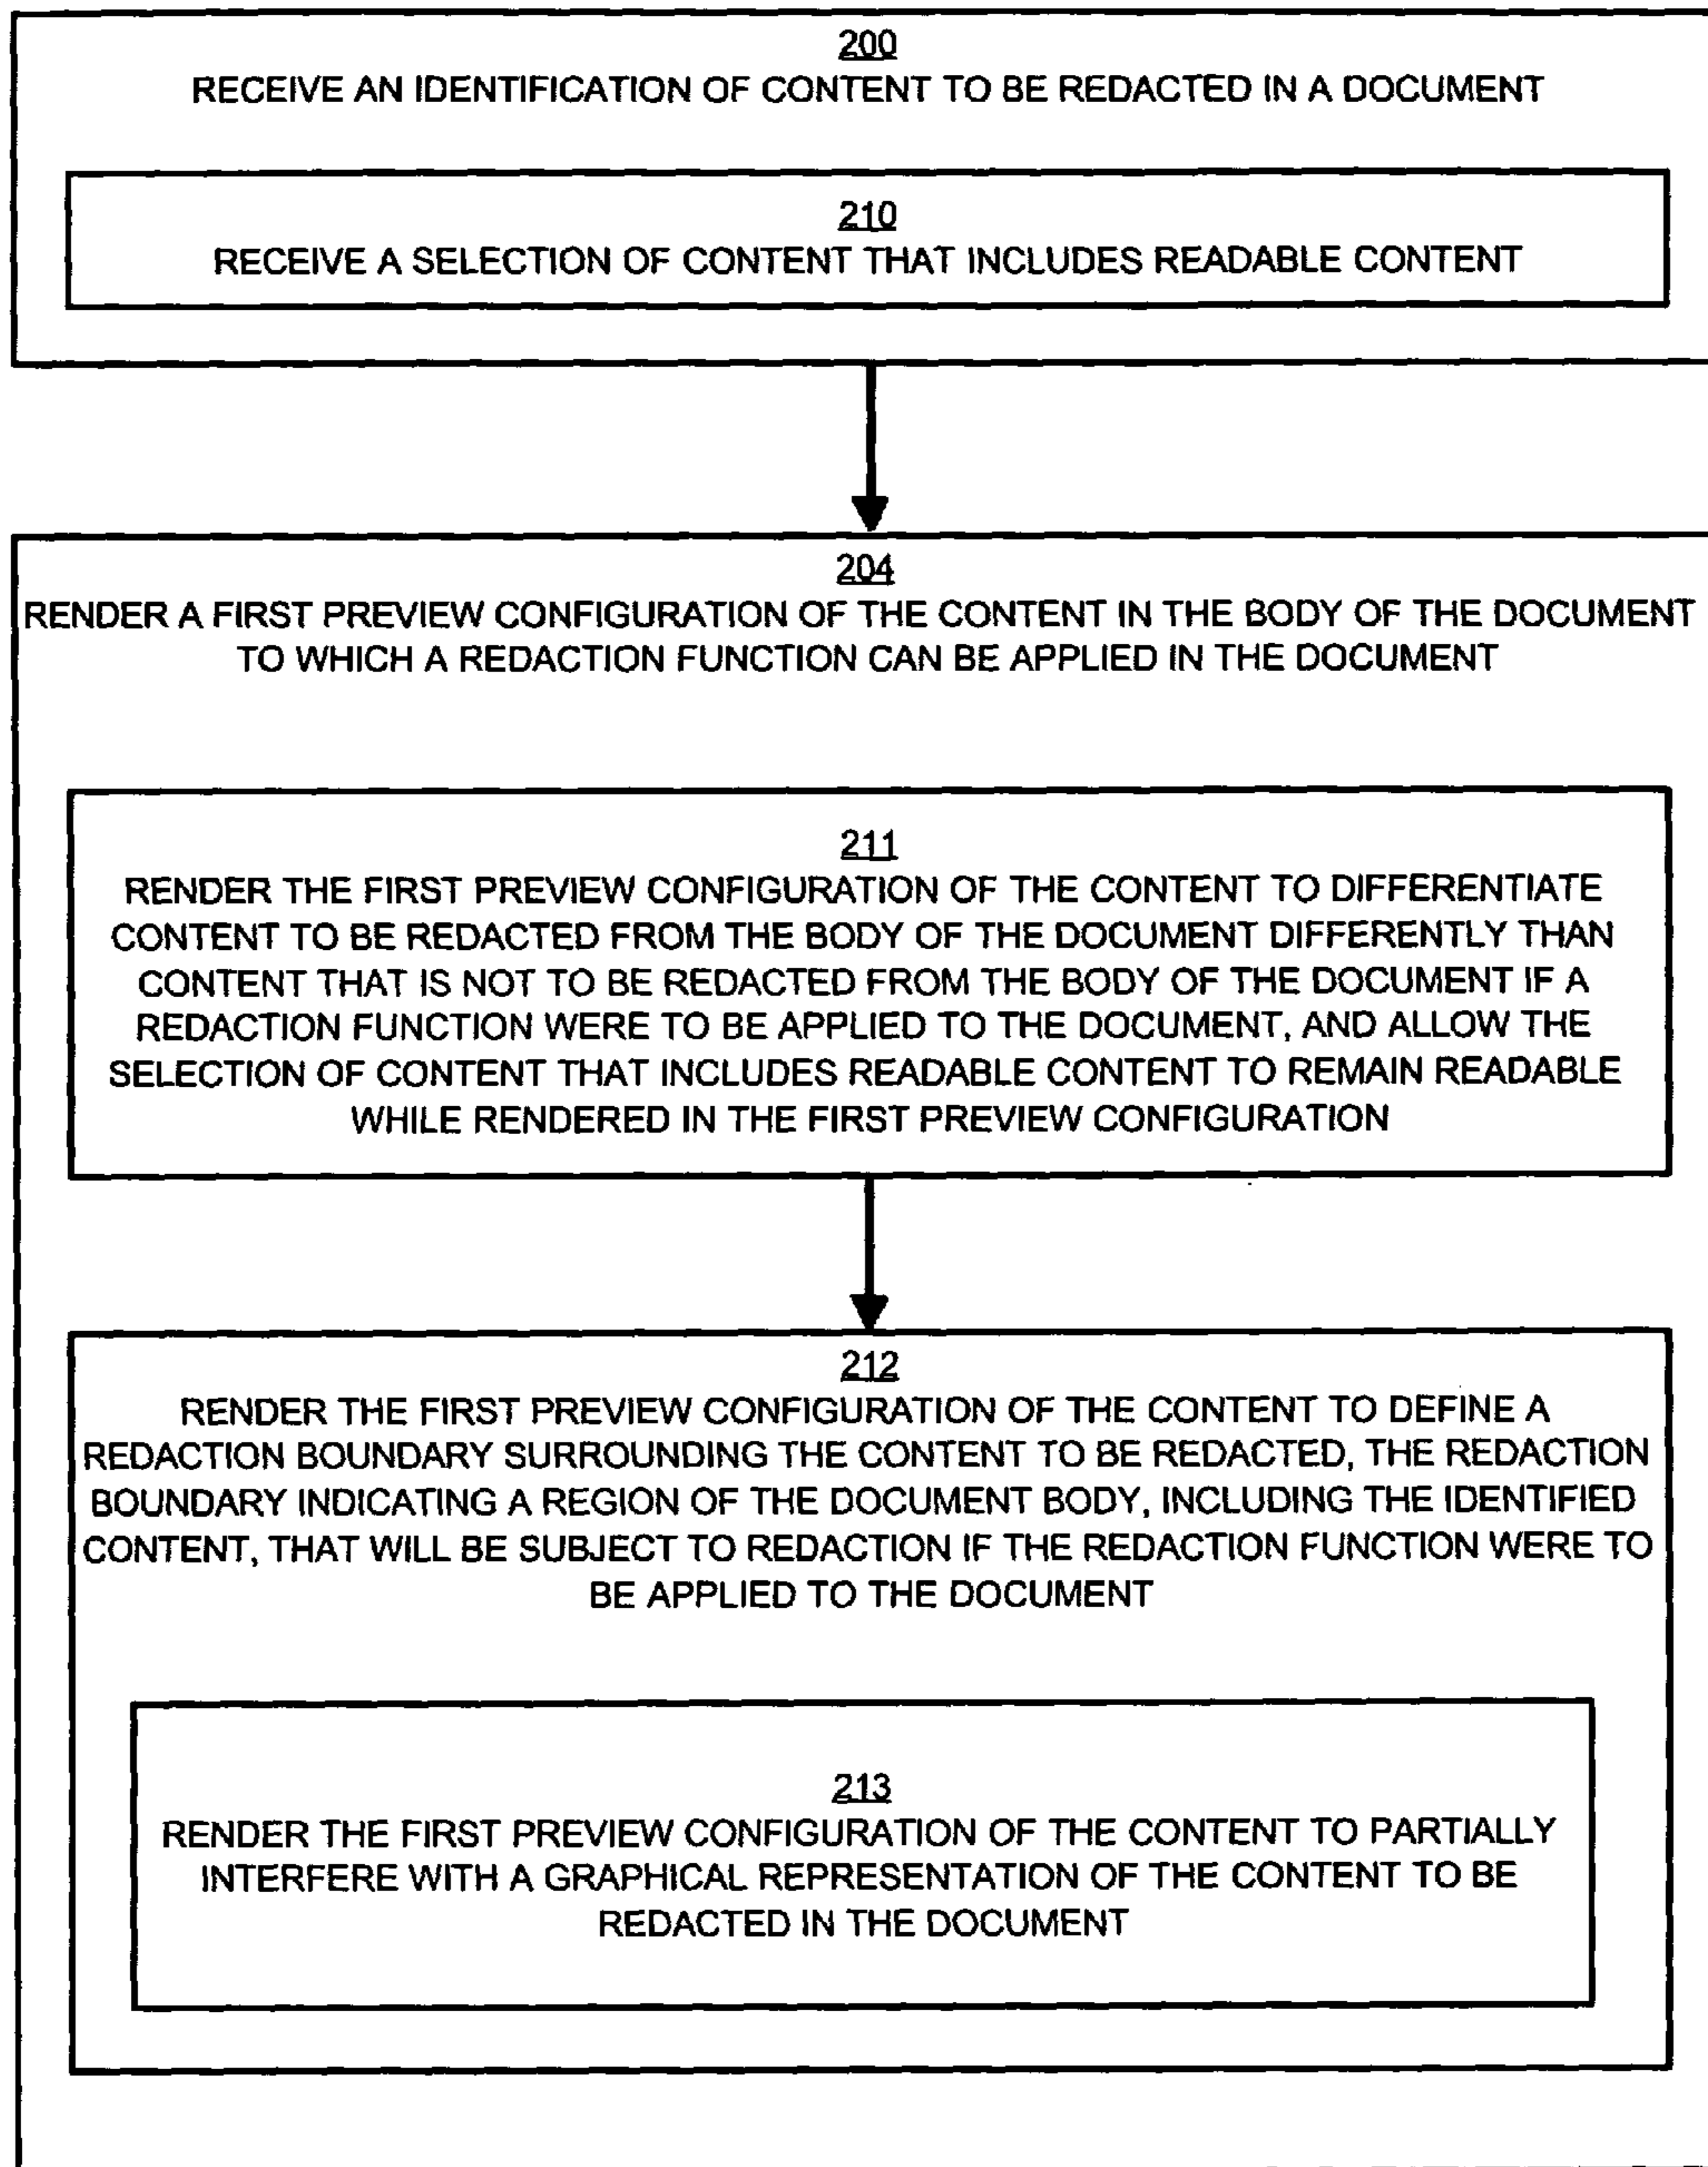 200
RECEIVE AN IDENTIFICATION OF CONTENT TO BE REDACTED IN A DOCUMENT
210
RECEIVE A SELECTION OF CONTENT THAT INCLUDES READABLE CONTENT
204
RENDER A FIRST PREVIEW CONFIGURATION OF THE CONTENT IN THE BODY OF THE DOCUMENT
TO WHICH A REDACTION FUNCTION CAN BE APPLIED IN THE DOCUMENT
211
RENDER THE FIRST PREVIEW CONFIGURATION OF THE CONTENT TO DIFFERENTIATE
CONTENT TO BE REDACTED FROM THE BODY OF THE DOCUMENT DIFFERENTLY THAN
CONTENT THAT IS NOT TO BE REDACTED FROM THE BODY OF THE DOCUMENT IF A
REDACTION FUNCTION WERE TO BE APPLIED TO THE DOCUMENT, AND ALLOW THE
SELECTION OF CONTENT THAT INCLUDES READABLE CONTENT TO REMAIN READABLE
WHILE RENDERED IN THE FIRST PREVIEW CONFIGURATION
212
RENDER THE FIRST PREVIEW CONFIGURATION OF THE CONTENT TO DEFINE A
REDACTION BOUNDARY SURROUNDING THE CONTENT TO BE REDACTED, THE REDACTION
BOUNDARY INDICATING A REGION OF THE DOCUMENT BODY, INCLUDING THE IDENTIFIED
CONTENT, THAT WILL BE SUBJECT TO REDACTION IF THE REDACTION FUNCTION WERE TO
BE APPLIED TO THE DOCUMENT
213
RENDER THE FIRST PREVIEW CONFIGURATION OF THE CONTENT TO PARTIALLY
INTERFERE WITH A GRAPHICAL REPRESENTATION OF THE CONTENT TO BE
REDACTED IN THE DOCUMENT